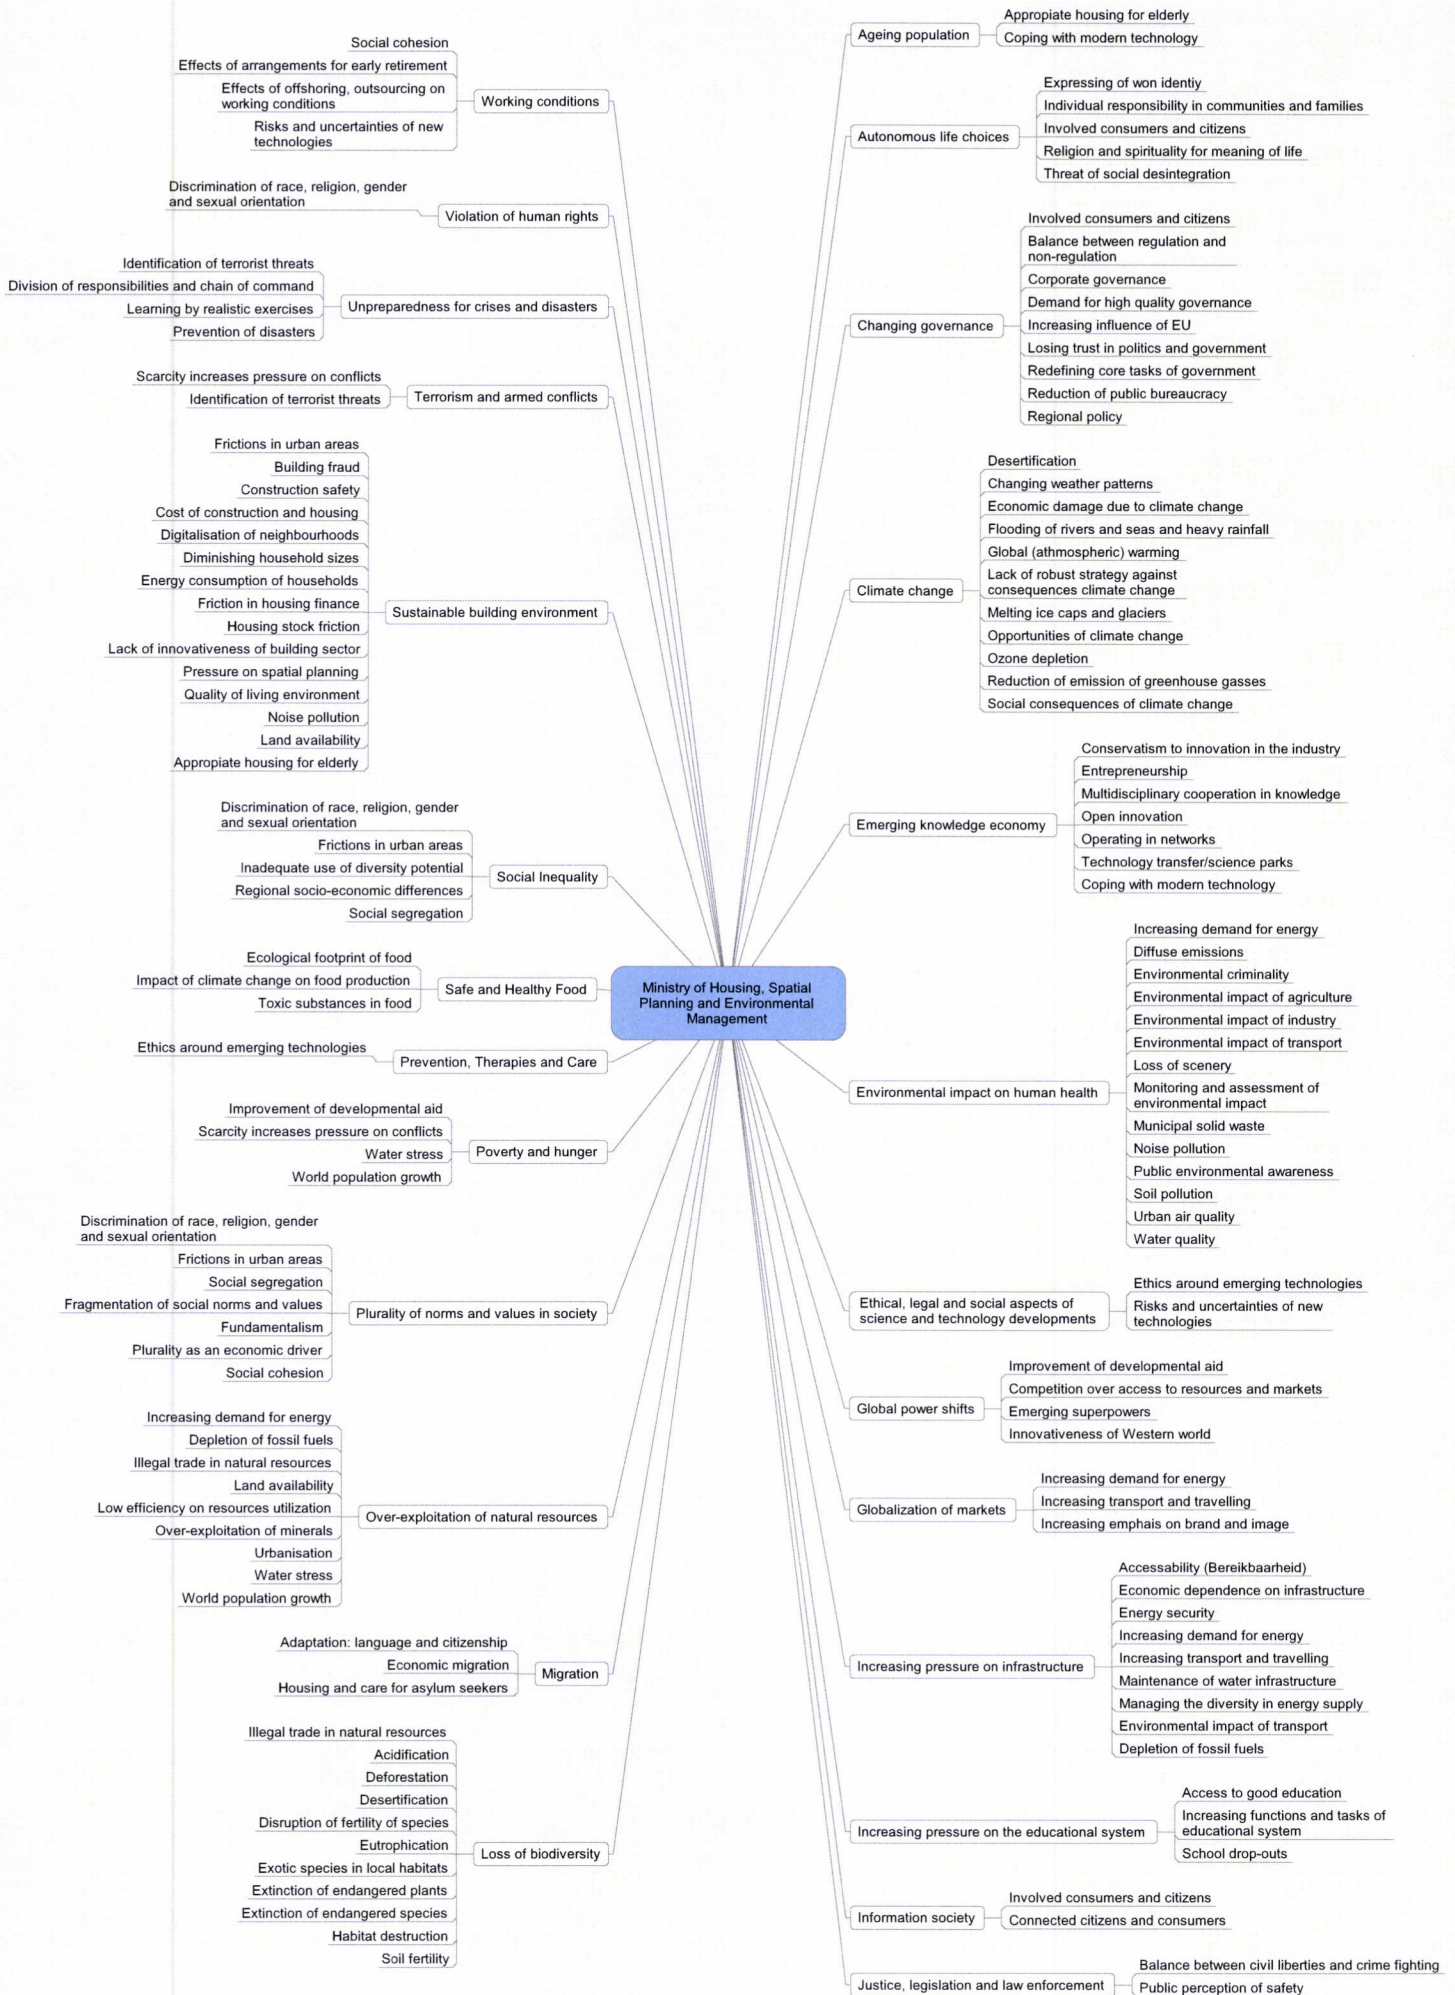 Social cohesion
Effects of arrangements for early retirement
Effects of offshoring, outsourcing on
working conditions
Risks and uncertainties of new
technologies
Working conditions
Discrimination of race, religion, gender
and sexual orientation
Violation of human rights
Identification of terrorist threats
Division of responsibilities and chain of command
Learning by realistic exercises
Prevention of disasters
Unpreparedness for crises and disasters
Scarcity increases pressure on conflicts
Identification of terrorist threats
Terrorism and armed conflicts
Frictions in urban areas
Building fraud
Construction safety
Cost of construction and housing
Digitalisation of neighbourhoods
Diminishing household sizes
Energy consumption of households
Friction in housing finance
Housing stock friction
Lack of innovativeness of building sector
Pressure on spatial planning
Quality of living environment
Noise pollution
Land availability
Appropiate housing for elderly
Sustainable building environment
Discrimination of race, religion, gender
and sexual orientation
Frictions in urban areas
Inadequate use of diversity potential
Regional socio-economic differences
Social segregation
Social Inequality
Ecological footprint of food
Impact of climate change on food production
Toxic substances in food
Safe and Healthy Food
Ethics around emerging technologies
Prevention, Therapies and Care
Improvement of developmental aid
Scarcity increases pressure on conflicts
Water stress
World population growth
Poverty and hunger
Discrimination of race, religion, gender
and sexual orientation
Frictions in urban areas
Social segregation
Fragmentation of social norms and values
Fundamentalism
Plurality as an economic driver
Social cohesion
Plurality of norms and values in society
Increasing demand for energy
Depletion of fossil fuels
Illegal trade in natural resources
Land availability
Low efficiency on resources utilization
Over-exploitation of minerals
Urbanisation
Water stress
World population growth
Over-exploitation of natural resources
Adaptation: language and citizenship
Economic migration
Housing and care for asylum seekers
Migration
Illegal trade in natural resources
Acidification
Deforestation
Desertification
Disruption of fertility of species
Eutrophication
Exotic species in local habitats
Extinction of endangered plants
Extinction of endangered species
Habitat destruction
Soil fertility
Loss of biodiversity
Ministry of Housing, Spatial
Planning and Environmental
Management
Ageing population
Appropiate housing for elderly
Coping with modern technology
Autonomous life choices
Expressing of won identiy
Individual responsibility in communities and families
Involved consumers and citizens
Religion and spirituality for meaning of life
Threat of social desintegration
Changing governance
Involved consumers and citizens
Balance between regulation and
non-regulation
Corporate governance
Demand for high quality governance
Increasing influence of EU
Losing trust in politics and government
Redefining core tasks of government
Reduction of public bureaucracy
Regional policy
Climate change
Desertification
Changing weather patterns
Economic damage due to climate change
Flooding of rivers and seas and heavy rainfall
Global (athmospheric) warming
Lack of robust strategy against
consequences climate change
Melting ice caps and glaciers
Opportunities of climate change
Ozone depletion
Reduction of emission of greenhouse gasses
Social consequences of climate change
Emerging knowledge economy
Conservatism to innovation in the industry
Entrepreneurship
Multidisciplinary cooperation in knowledge
Open innovation
Operating in networks
Technology transfer/science parks
Coping with modern technology
Environmental impact on human health
Increasing demand for energy
Diffuse emissions
Environmental criminality
Environmental impact of agriculture
Environmental impact of industry
Environmental impact of transport
Loss of scenery
Monitoring and assessment of
environmental impact
Municipal solid waste
Noise pollution
Public environmental awareness
Soil pollution
Urban air quality
Water quality
Ethical, legal and social aspects of
science and technology developments
Ethics around emerging technologies
Risks and uncertainties of new
technologies
Global power shifts
Improvement of developmental aid
Competition over access to resources and markets
Emerging superpowers
Innovativeness of Western world
Globalization of markets
Increasing demand for energy
Increasing transport and travelling
Increasing emphais on brand and image
Increasing pressure on infrastructure
Accessability (Bereikbaarheid)
Economic dependence on infrastructure
Energy security
Increasing demand for energy
Increasing transport and travelling
Maintenance of water infrastructure
Managing the diversity in energy supply
Environmental impact of transport
Depletion of fossil fuels
Increasing pressure on the educational system
Access to good education
Increasing functions and tasks of
educational system
School drop-outs
Information society
Involved consumers and citizens
Connected citizens and consumers
Justice, legislation and law enforcement
Balance between civil liberties and crime fighting
Public perception of safety